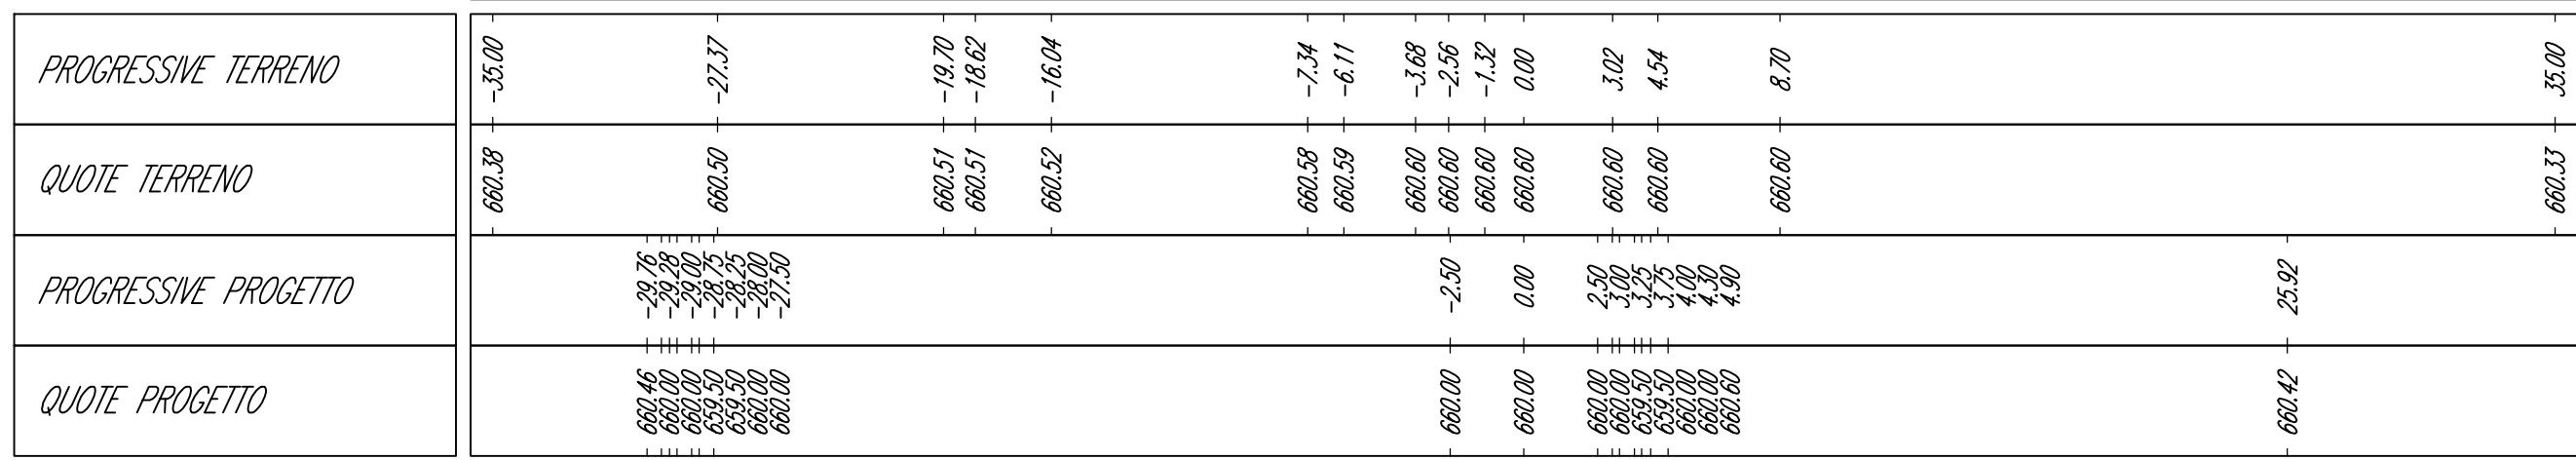 PROGRESSIVE TERRENO -35.00 -27.37 -19.70 -18.62 -16.04 -7.34 -6.11 -3.68 -2.56 -1.32 0.00 3.02 4.54 8.70 35.00
QUOTE TERRENO 660.38 660.50 660.51 660.51 660.52 660.58 660.59 660.60 660.60 660.60 660.60 660.60 660.60 660.60 660.33
PROGRESSIVE PROGETTO -29.76 -29.28 -29.00 -28.75 -28.25 -28.00 -27.50 -2.50 0.00 2.50 3.00 3.25 3.75 4.00 4.30 4.90 25.92
QUOTE PROGETTO 660.46 660.00 660.00 659.50 659.50 660.00 660.00 660.00 660.00 660.00 660.00 659.50 659.50 660.00 660.00 660.60 660.42